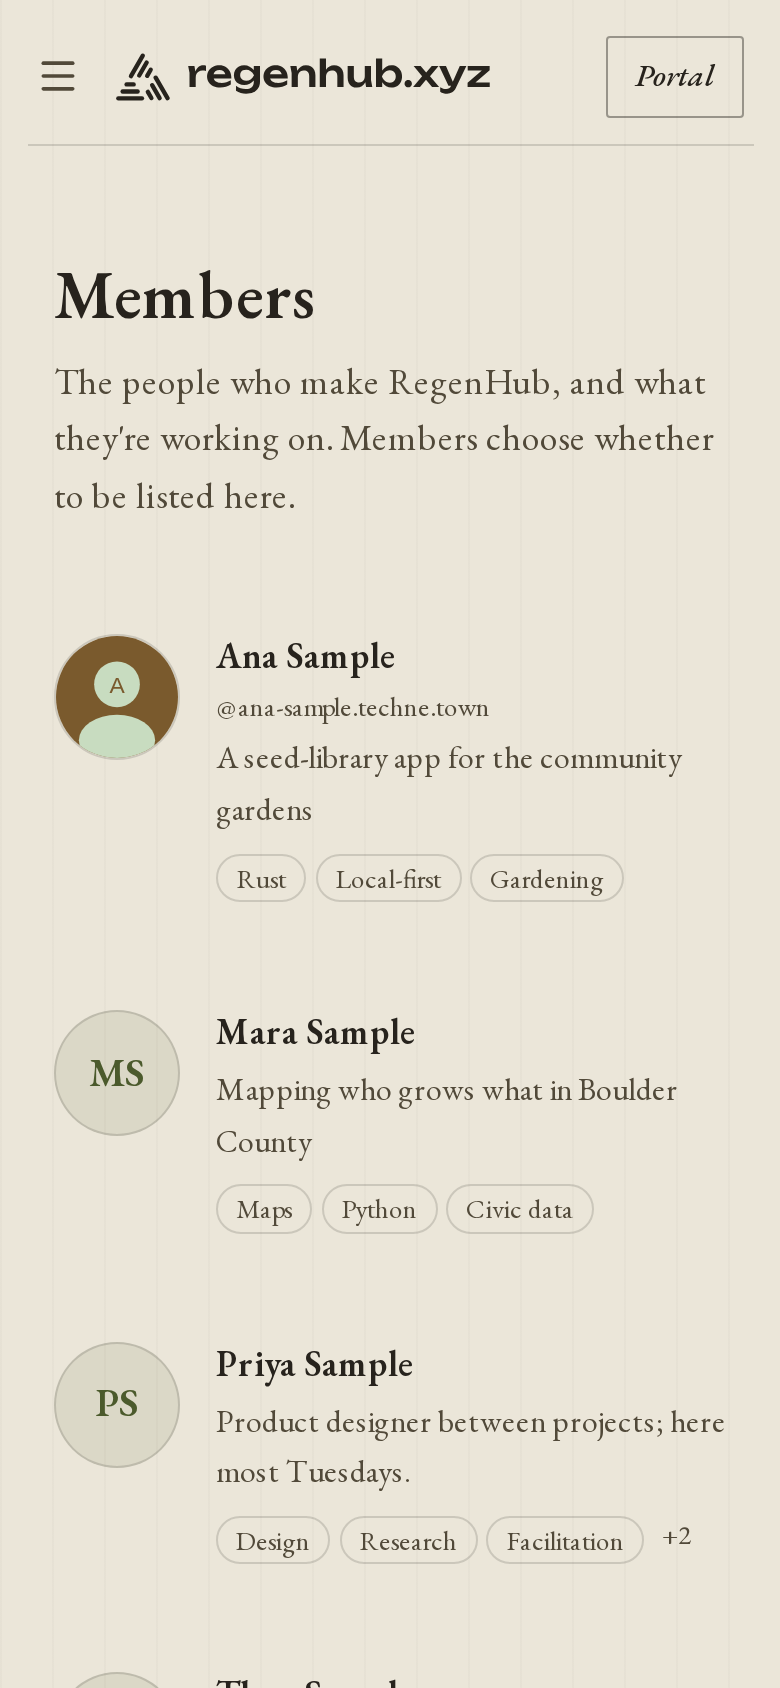 regenhub.xyz
Portal
Members
The people who make RegenHub, and what
they're working on. Members choose whether
to be listed here.
A
Ana Sample
@ana-sample.techne.town
A seed-library app for the community
gardens
Rust Local-first Gardening
MS
Mara Sample
Mapping who grows what in Boulder
County
Maps Python Civic data
PS
Priya Sample
Product designer between projects; here
most Tuesdays.
Design Research Facilitation +2